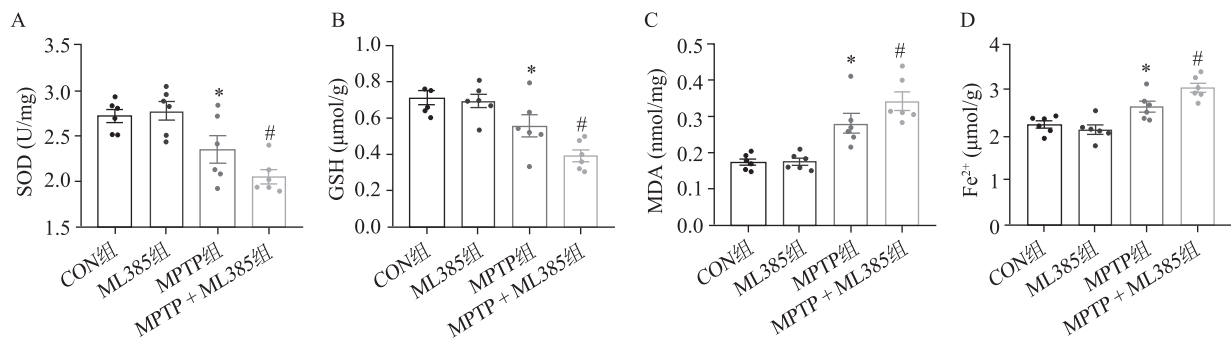 A
SOD (U/mg)
3.5
3.0
2.5
2.0
1.5
*
#
CON组
ML385组
MPTP组
MPTP + ML385组
B
GSH (μmol/g)
1.0
0.8
0.6
0.4
0.2
0.0
*
#
CON组
ML385组
MPTP组
MPTP + ML385组
C
MDA (nmol/mg)
0.5
0.4
0.3
0.2
0.1
0.0
*
#
CON组
ML385组
MPTP组
MPTP + ML385组
D
Fe²⁺ (μmol/g)
4
3
2
1
0
*
#
CON组
ML385组
MPTP组
MPTP + ML385组